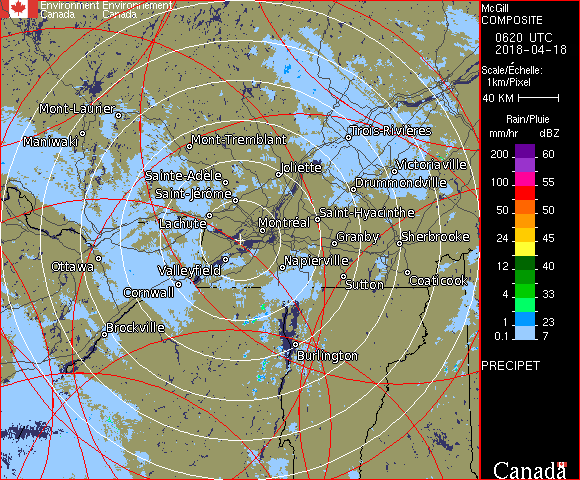 Environment Environnement
Canada Canada
McGill
COMPOSITE
0620 UTC
2018-04-18
Scale/Échelle:
1km/Pixel
40 KM
Rain/Pluie
mm/hr dBZ
200 60
100 55
50 50
24 45
12 40
4 33
1 23
0.1 7
PRECIPET
Canada
Mont-Laurier
Maniwaki
Mont-Tremblant
Trois-Rivières
Joliette
Victoriaville
Sainte-Adèle
Drummondville
Saint-Jérôme
Lachute
Saint-Hyacinthe
Montréal
Granby
Sherbrooke
Ottawa
Valleyfield
Napierville
Cornwall
Sutton
Coaticook
Brockville
Burlington